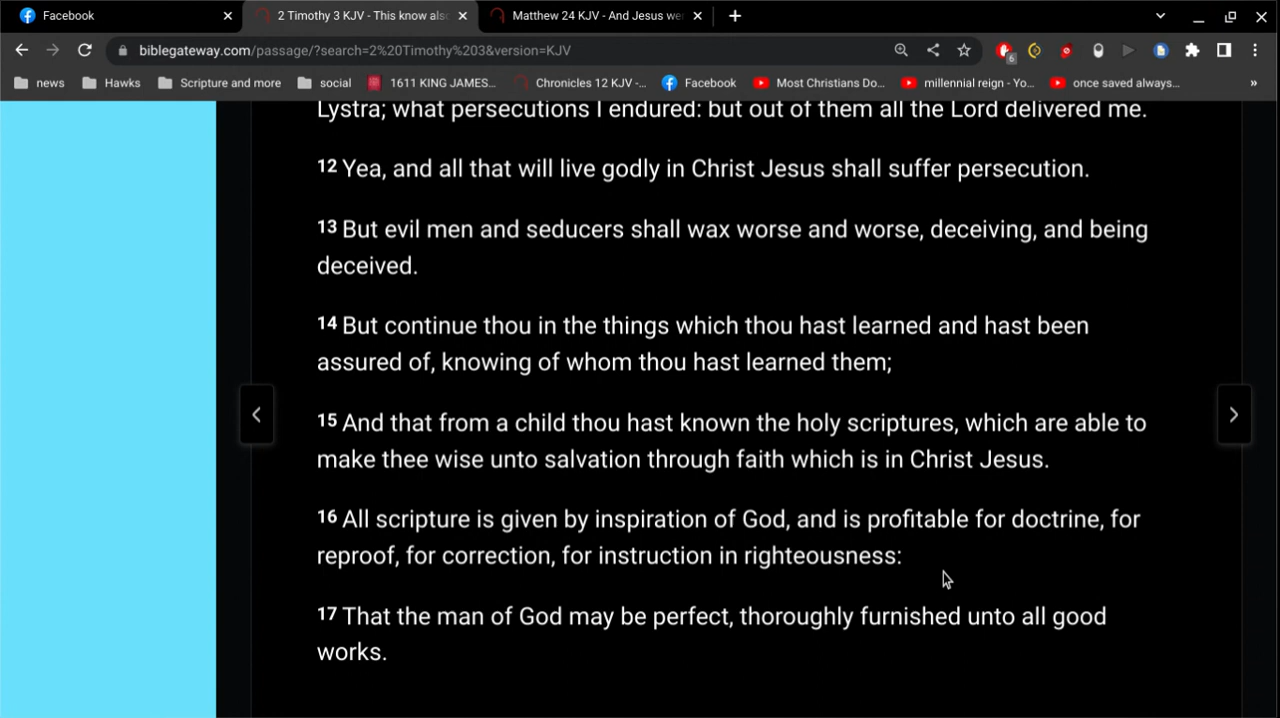 Facebook
2 Timothy 3 KJV - This know als
Matthew 24 KJV - And Jesus wer
biblegateway.com/passage/?search=2%20Timothy%203&version=KJV
6
news
Hawks
Scripture and more
social
1611 KING JAMES...
Chronicles 12 KJV -...
Facebook
Most Christians Do...
millennial reign - Yo...
once saved always...
»
Lystra; what persecutions I endured: but out of them all the Lord delivered me.
12 Yea, and all that will live godly in Christ Jesus shall suffer persecution.
13 But evil men and seducers shall wax worse and worse, deceiving, and being
deceived.
14 But continue thou in the things which thou hast learned and hast been
assured of, knowing of whom thou hast learned them;
15 And that from a child thou hast known the holy scriptures, which are able to
make thee wise unto salvation through faith which is in Christ Jesus.
16 All scripture is given by inspiration of God, and is profitable for doctrine, for
reproof, for correction, for instruction in righteousness:
17 That the man of God may be perfect, thoroughly furnished unto all good
works.